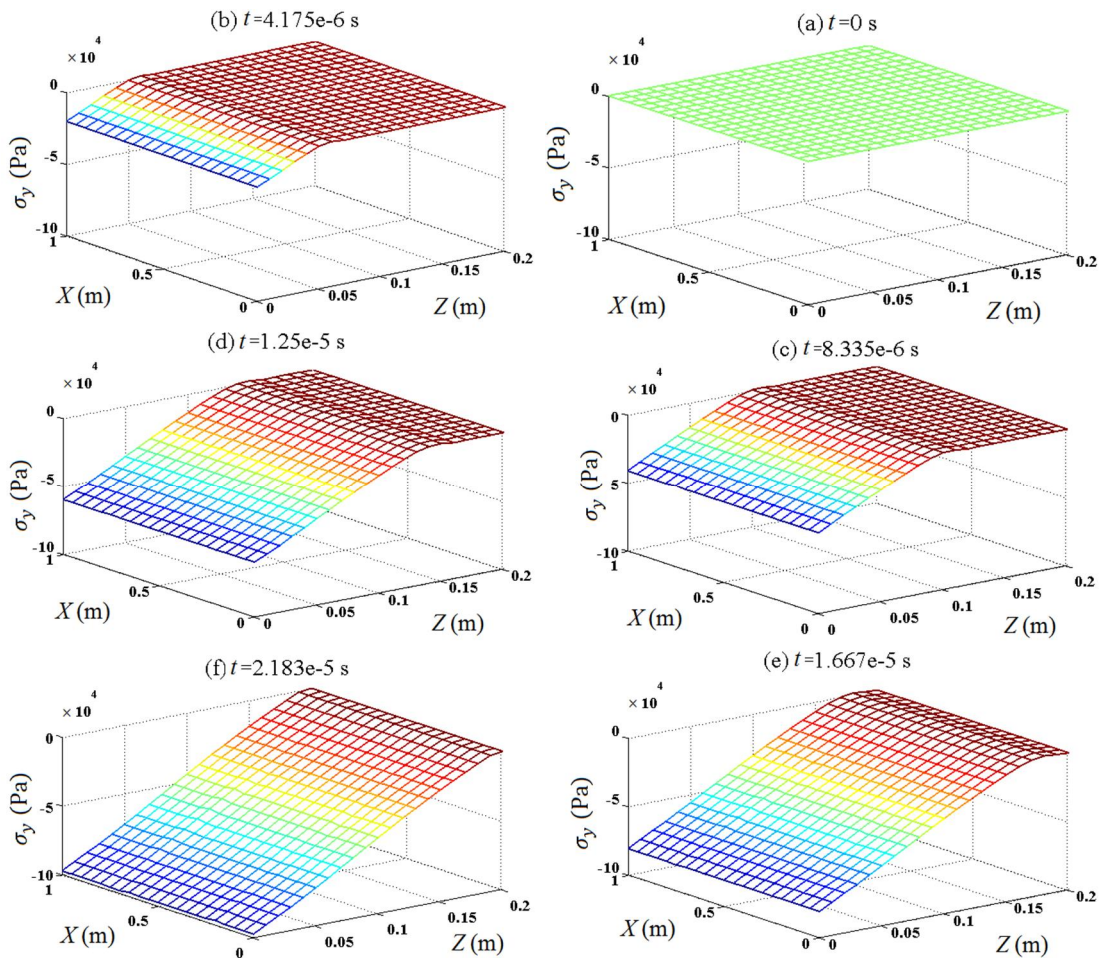 (b) t=4.175e-6 s
× 10 4
0
-5
-10
σy (Pa)
1
0.5
0
X (m)
0
0.05
0.1
0.15
0.2
Z (m)
(a) t=0 s
× 10 4
0
-5
-10
σy (Pa)
1
0.5
0
X (m)
0
0.05
0.1
0.15
0.2
Z (m)
(d) t=1.25e-5 s
× 10 4
0
-5
-10
σy (Pa)
1
0.5
0
X (m)
0
0.05
0.1
0.15
0.2
Z (m)
(c) t=8.335e-6 s
× 10 4
0
-5
-10
σy (Pa)
1
0.5
0
X (m)
0
0.05
0.1
0.15
0.2
Z (m)
(f) t=2.183e-5 s
× 10 4
0
-5
-10
σy (Pa)
1
0.5
0
X (m)
0
0.05
0.1
0.15
0.2
Z (m)
(e) t=1.667e-5 s
× 10 4
0
-5
-10
σy (Pa)
1
0.5
0
X (m)
0
0.05
0.1
0.15
0.2
Z (m)